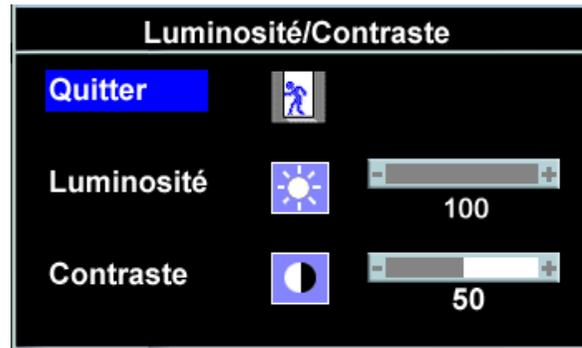 Luminosité/Contraste
Quitter
Luminosité
- +
100
Contraste
- +
50